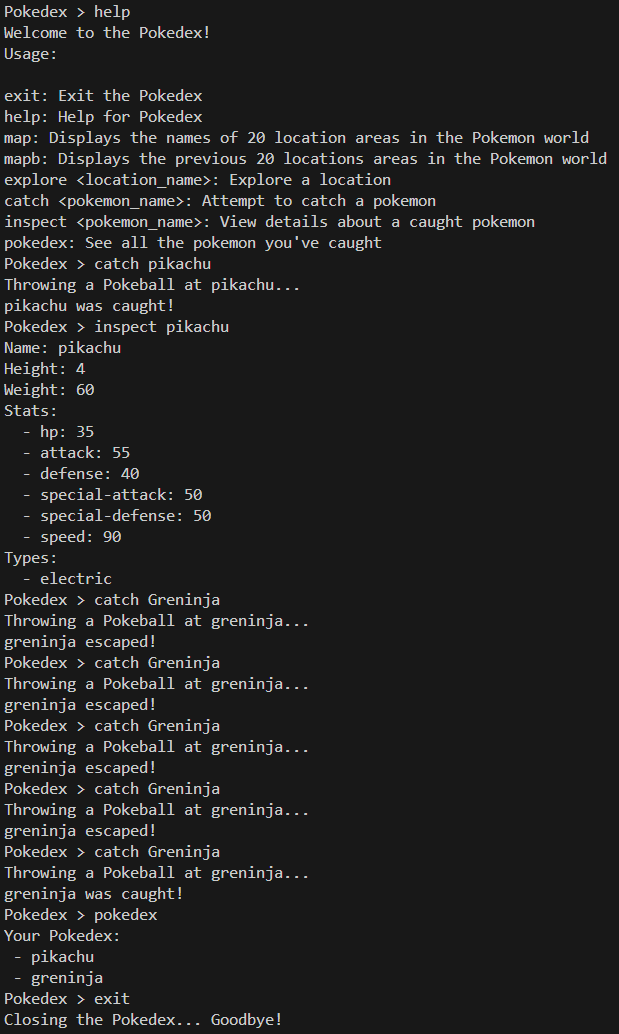 Pokedex > help
Welcome to the Pokedex!
Usage:

exit: Exit the Pokedex
help: Help for Pokedex
map: Displays the names of 20 location areas in the Pokemon world
mapb: Displays the previous 20 locations areas in the Pokemon world
explore <location_name>: Explore a location
catch <pokemon_name>: Attempt to catch a pokemon
inspect <pokemon_name>: View details about a caught pokemon
pokedex: See all the pokemon you've caught
Pokedex > catch pikachu
Throwing a Pokeball at pikachu...
pikachu was caught!
Pokedex > inspect pikachu
Name: pikachu
Height: 4
Weight: 60
Stats:
  - hp: 35
  - attack: 55
  - defense: 40
  - special-attack: 50
  - special-defense: 50
  - speed: 90
Types:
  - electric
Pokedex > catch Greninja
Throwing a Pokeball at greninja...
greninja escaped!
Pokedex > catch Greninja
Throwing a Pokeball at greninja...
greninja escaped!
Pokedex > catch Greninja
Throwing a Pokeball at greninja...
greninja escaped!
Pokedex > catch Greninja
Throwing a Pokeball at greninja...
greninja escaped!
Pokedex > catch Greninja
Throwing a Pokeball at greninja...
greninja was caught!
Pokedex > pokedex
Your Pokedex:
 - pikachu
 - greninja
Pokedex > exit
Closing the Pokedex... Goodbye!